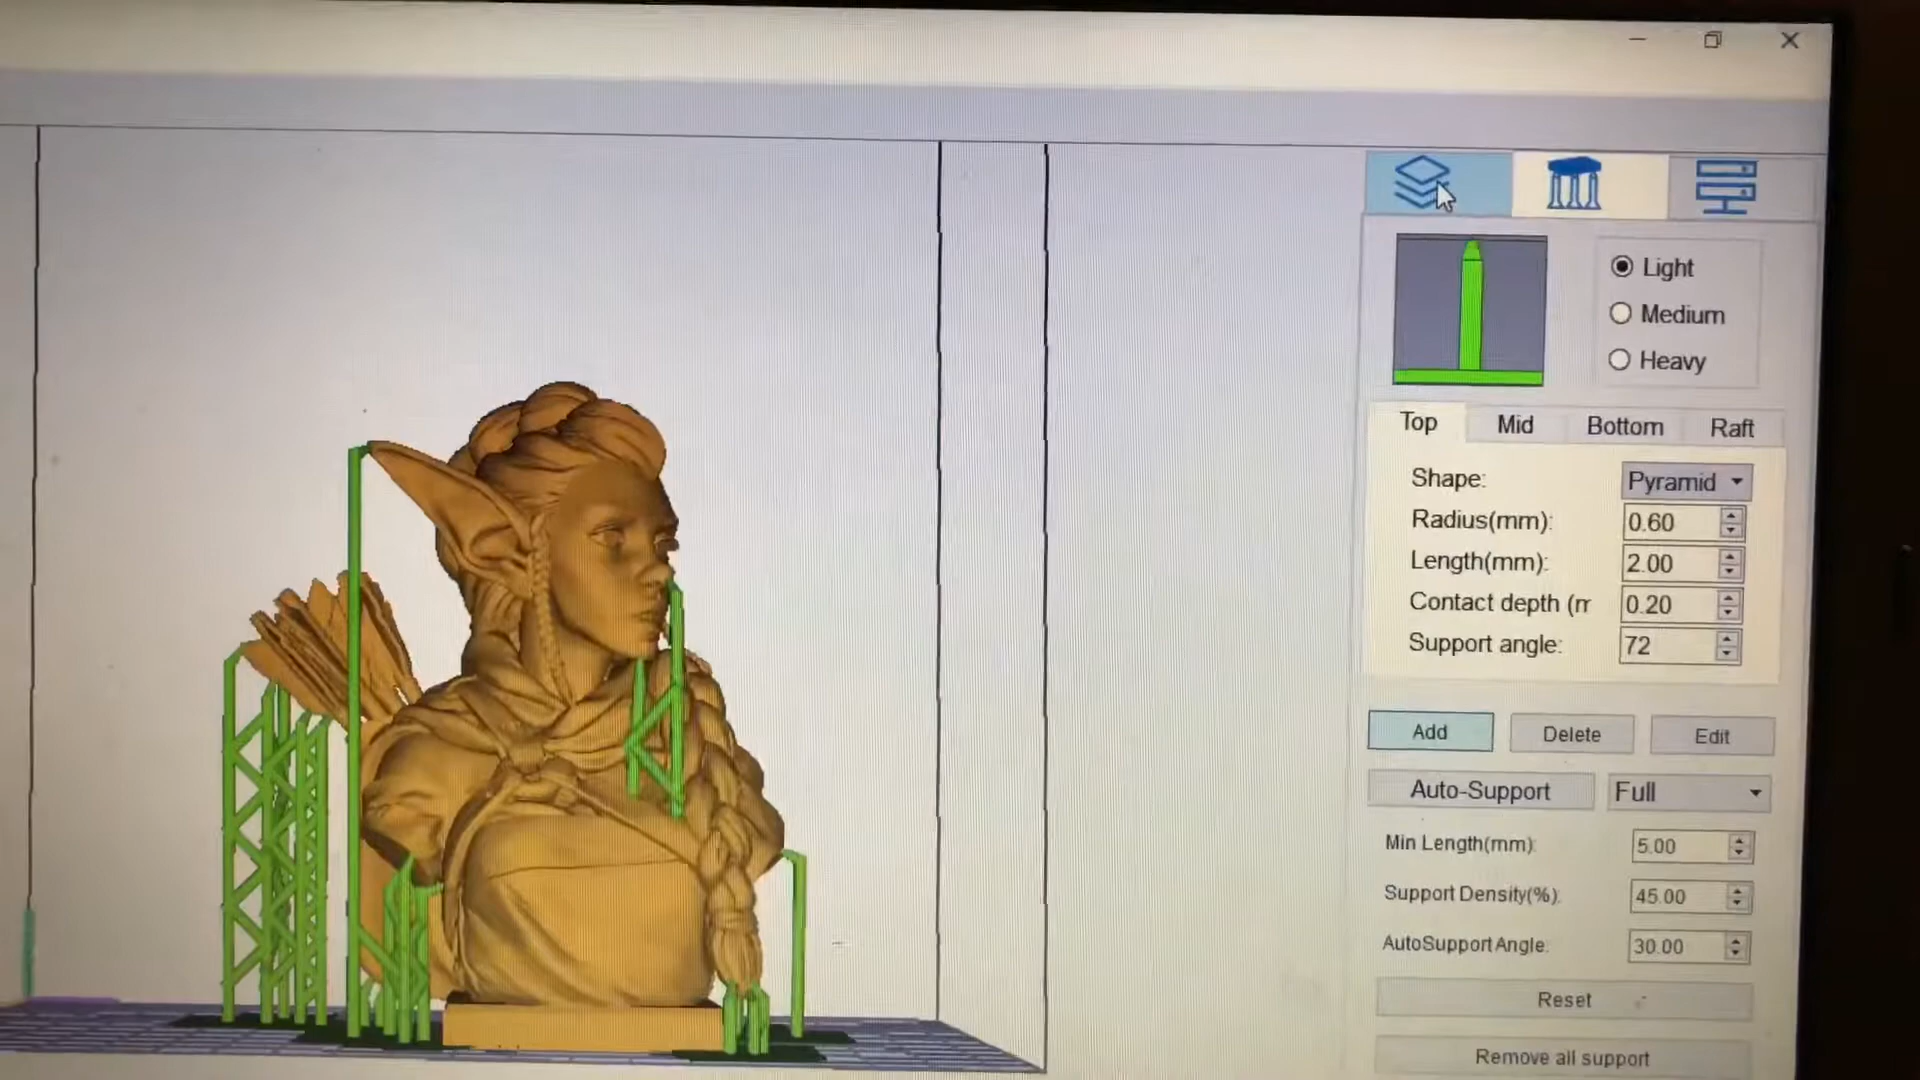 Light
Medium
Heavy
Top Mid Bottom Raft
Shape: Pyramid
Radius(mm): 0.60
Length(mm): 2.00
Contact depth (m 0.20
Support angle: 72
Add Delete Edit
Auto-Support Full
Min Length(mm): 5.00
Support Density(%): 45.00
AutoSupport Angle: 30.00
Reset
Remove all support